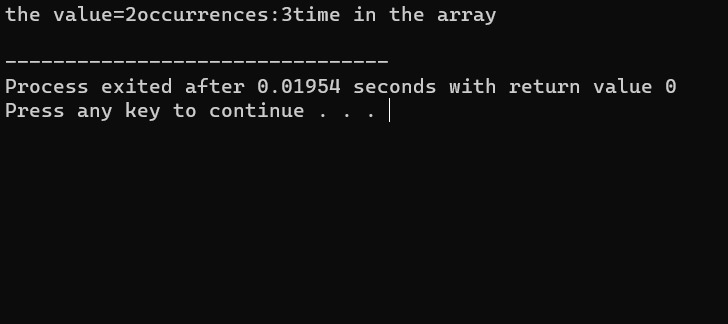 the value=2occurrences:3time in the array
--------------------------------
Process exited after 0.01954 seconds with return value 0
Press any key to continue . . .